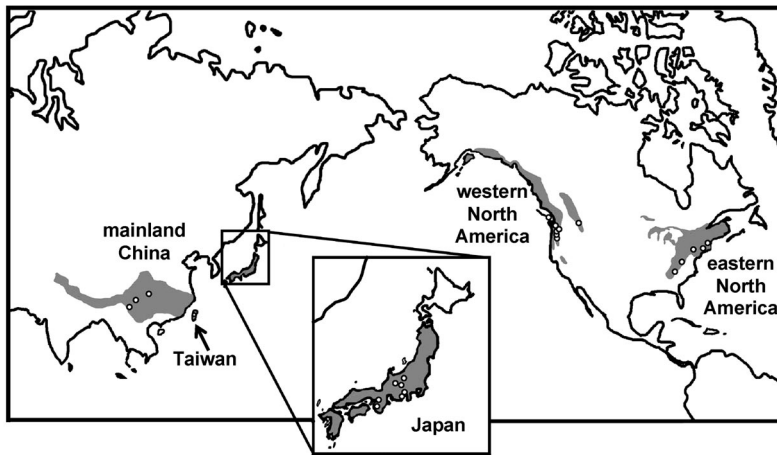 mainland
China
Taiwan
Japan
western
North
America
eastern
North
America